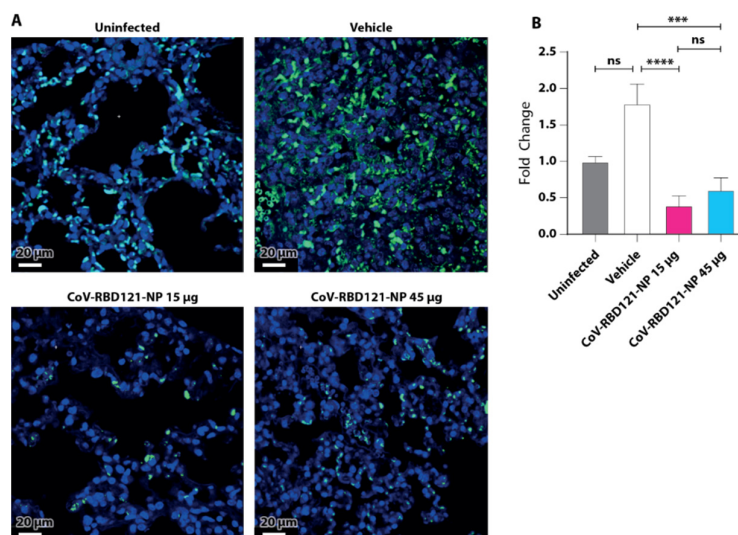 A
Uninfected
Vehicle
20 µm
20 µm
CoV-RBD121-NP 15 µg
CoV-RBD121-NP 45 µg
20 µm
20 µm
B
***
ns
ns
****
2.5
2.0
1.5
1.0
0.5
0.0
Fold Change
Uninfected
Vehicle
CoV-RBD121-NP 15 µg
CoV-RBD121-NP 45 µg